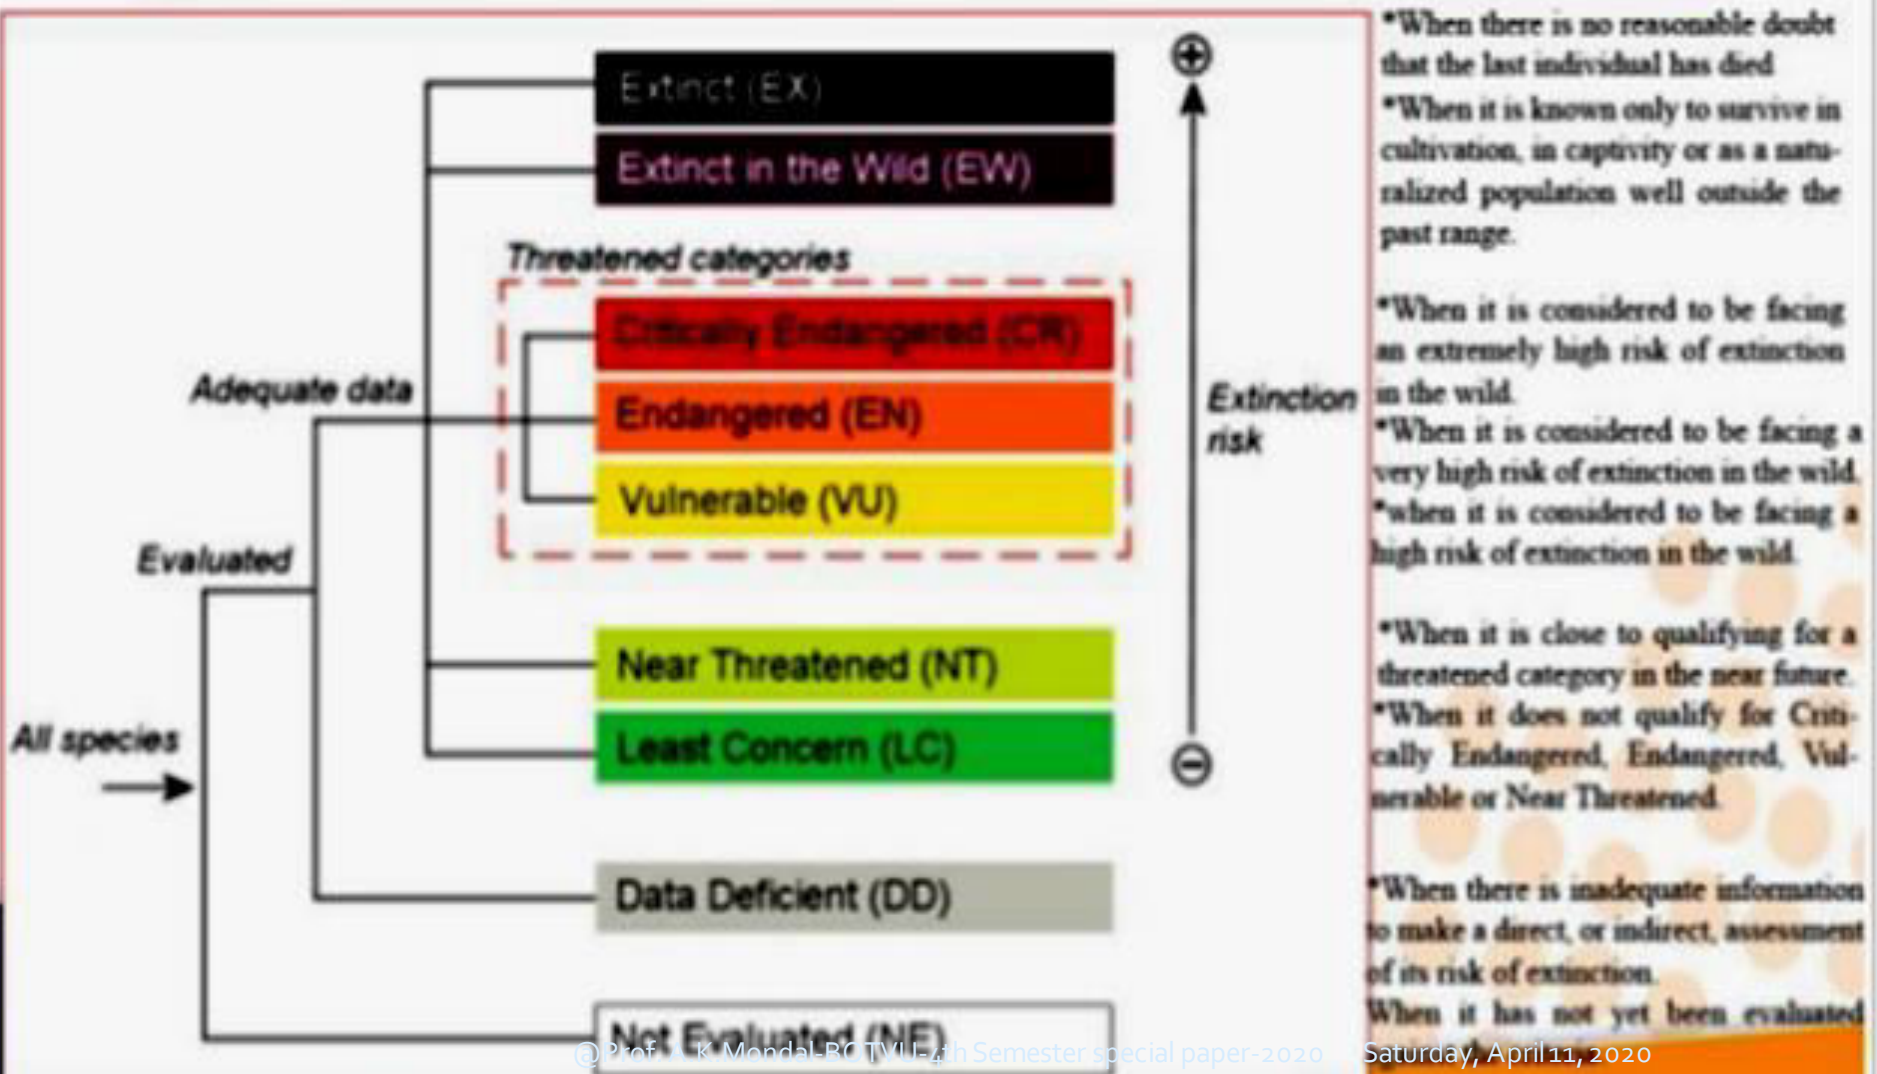 Extinct (EX)
Extinct in the Wild (EW)
Threatened categories
Critically Endangered (CR)
Endangered (EN)
Vulnerable (VU)
Adequate data
Extinction
risk
Evaluated
Near Threatened (NT)
Least Concern (LC)
All species
Data Deficient (DD)
Not Evaluated (NE)
*When there is no reasonable doubt
that the last individual has died
*When it is known only to survive in
cultivation, in captivity or as a natu-
ralized population well outside the
past range.
*When it is considered to be facing
an extremely high risk of extinction
in the wild.
*When it is considered to be facing a
very high risk of extinction in the wild.
*when it is considered to be facing a
high risk of extinction in the wild.
*When it is close to qualifying for a
threatened category in the near future.
*When it does not qualify for Criti-
cally Endangered, Endangered, Vul-
nerable or Near Threatened.
*When there is inadequate information
to make a direct, or indirect, assessment
of its risk of extinction.
When it has not yet been evaluated
@Prof. A. K. Mondal-BOTVU-4th Semester special paper-2020
Saturday, April 11, 2020